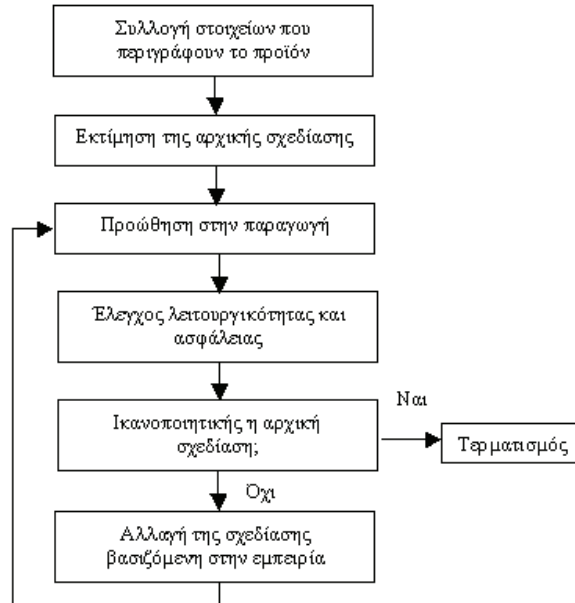 Συλλογή στοιχείων που
περιγράφουν το προϊόν
Εκτίμηση της αρχικής σχεδίασης
Προώθηση στην παραγωγή
Έλεγχος λειτουργικότητας και
ασφάλειας
Ικανοποιητικής η αρχική
σχεδίαση;
Ναι
Τερματισμός
Όχι
Αλλαγή της σχεδίασης
βασιζόμενη στην εμπειρία